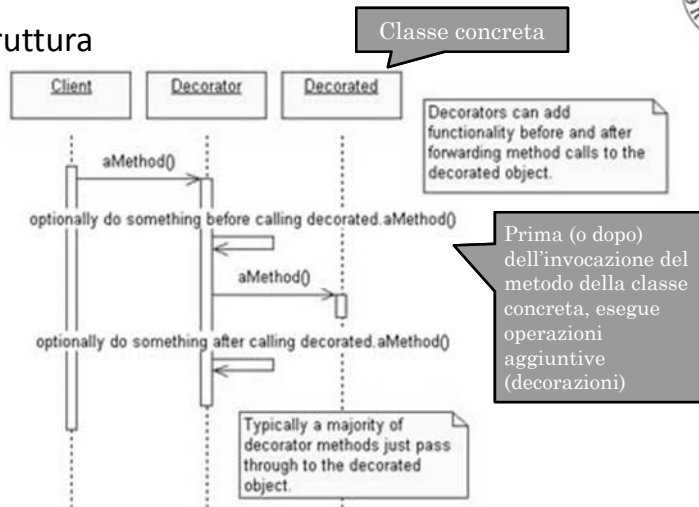 ruttura
Classe concreta
Client
Decorator
Decorated
Decorators can add
functionality before and after
forwarding method calls to the
decorated object.
aMethod()
optionally do something before calling decorated.aMethod()
Prima (o dopo)
dell'invocazione del
metodo della classe
concreta, esegue
operazioni
aggiuntive
(decorazioni)
aMethod()
optionally do something after calling decorated.aMethod()
Typically a majority of
decorator methods just pass
through to the decorated
object.